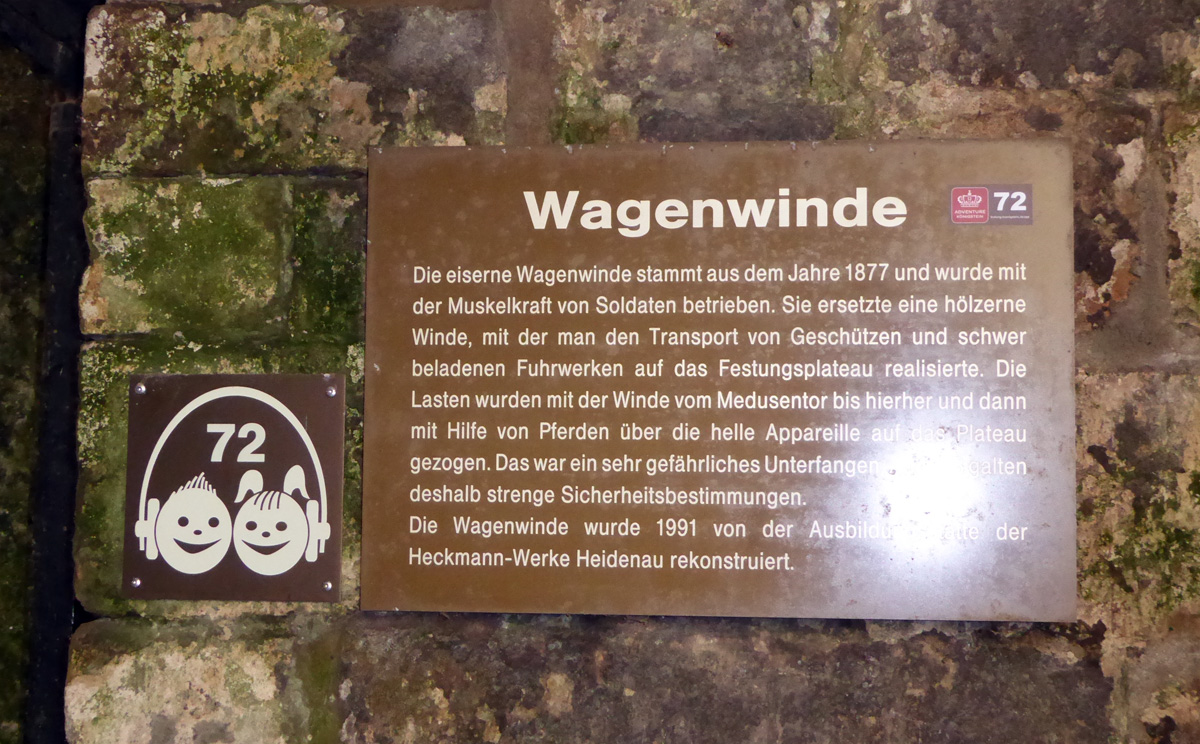 Wagenwinde
ADVENTURE
KÖNIGSTEIN
72
Die eiserne Wagenwinde stammt aus dem Jahre 1877 und wurde mit
der Muskelkraft von Soldaten betrieben. Sie ersetzte eine hölzerne
Winde, mit der man den Transport von Geschützen und schwer
beladenen Fuhrwerken auf das Festungsplateau realisierte. Die
Lasten wurden mit der Winde vom Medusentor bis hierher und dann
mit Hilfe von Pferden über die helle Appareille auf das Plateau
gezogen. Das war ein sehr gefährliches Unterfangen galten
deshalb strenge Sicherheitsbestimmungen.
Die Wagenwinde wurde 1991 von der der
Heckmann-Werke Heidenau rekonstruiert.
72